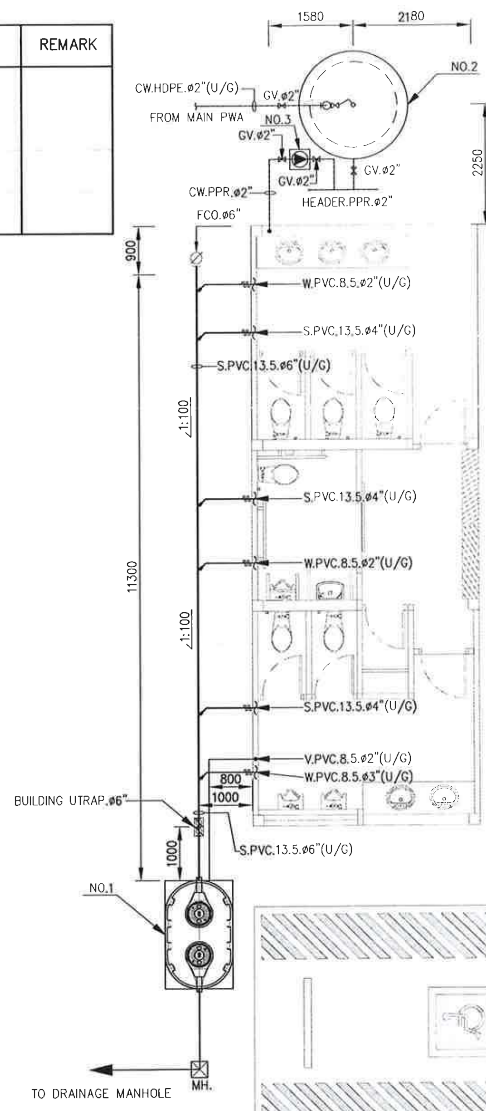 REMARK
1580
2180
CW.HDPE.ø2"(U/G)
GV.ø2"
NO.2
FROM MAIN PWA
NO.3
GV.ø2"
GV.ø2"
GV.ø2"
2250
CW.PPR.ø2"
HEADER.PPR.ø2"
FCO.ø6"
900
W.PVC.8.5.ø2"(U/G)
S.PVC.13.5.ø4"(U/G)
S.PVC.13.5.ø6"(U/G)
1:100
S.PVC.13.5.ø4"(U/G)
W.PVC.8.5.ø2"(U/G)
11300
1:100
S.PVC.13.5.ø4"(U/G)
V.PVC.8.5.ø2"(U/G)
W.PVC.8.5.ø3"(U/G)
800
1000
BUILDING UTRAP.ø6"
S.PVC.13.5.ø6"(U/G)
1000
NO.1
MH.
TO DRAINAGE MANHOLE